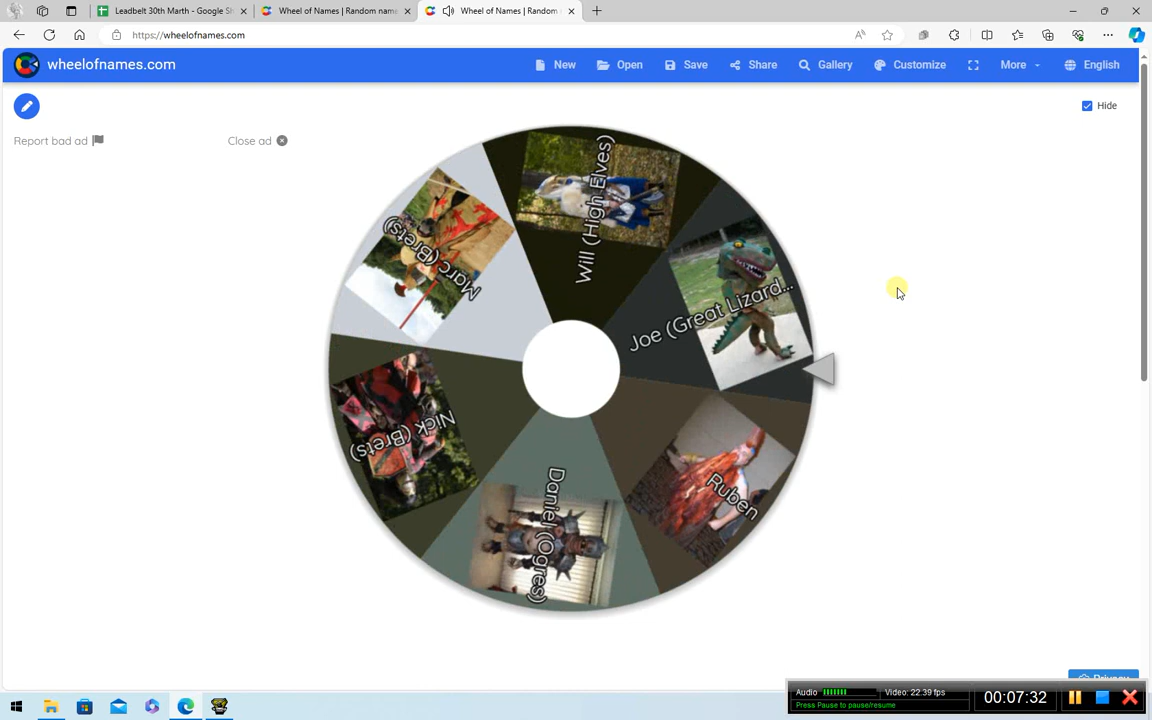 Leadbelt 30th Marth - Google Sh
Wheel of Names | Random name
Wheel of Names | Random
https://wheelofnames.com
wheelofnames.com
New
Open
Save
Share
Gallery
Customize
More
English
Hide
Report bad ad
Close ad
Will (High Elves)
Marc (Brets)
Joe (Great Lizard...
Nick (Brets)
Ruben
Daniel (Ogres)
Audio
Video: 22.39 fps
Press Pause to pause/resume
00:07:32